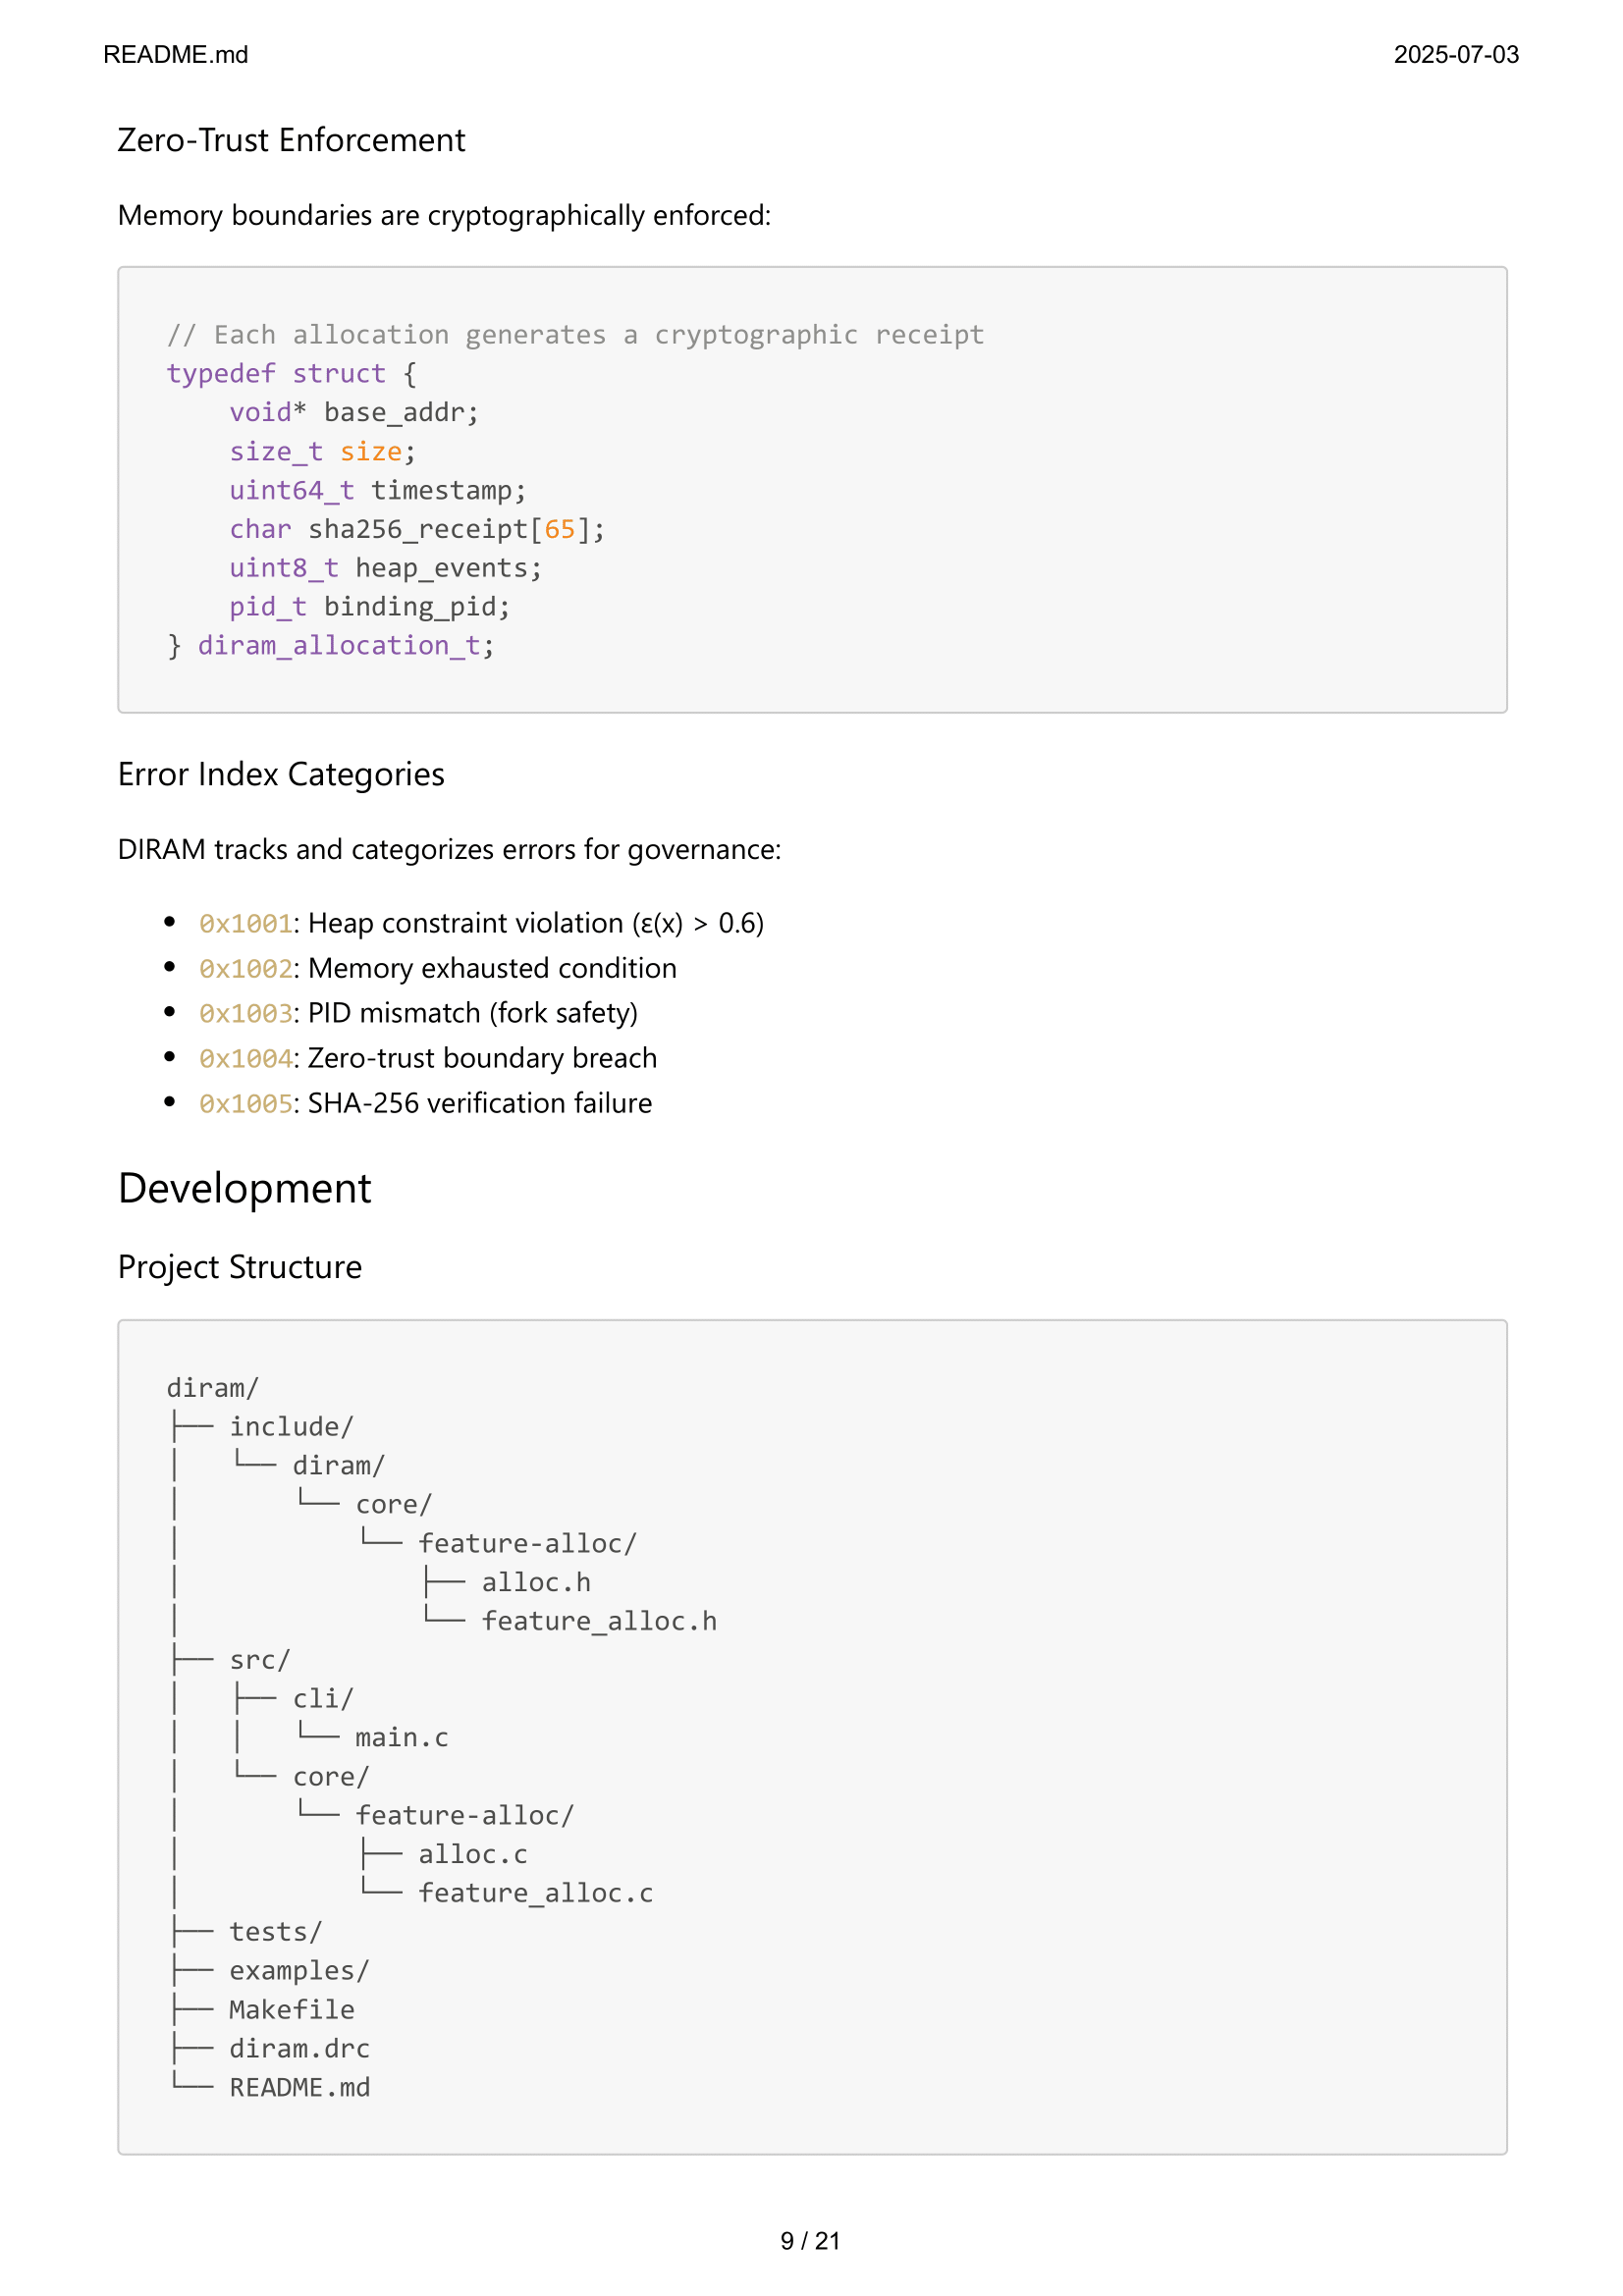 README.md 2025-07-03
Zero-Trust Enforcement
Memory boundaries are cryptographically enforced:
// Each allocation generates a cryptographic receipt
typedef struct {
    void* base_addr;
    size_t size;
    uint64_t timestamp;
    char sha256_receipt[65];
    uint8_t heap_events;
    pid_t binding_pid;
} diram_allocation_t;
Error Index Categories
DIRAM tracks and categorizes errors for governance:
• 0x1001: Heap constraint violation (ε(x) > 0.6)
• 0x1002: Memory exhausted condition
• 0x1003: PID mismatch (fork safety)
• 0x1004: Zero-trust boundary breach
• 0x1005: SHA-256 verification failure
Development
Project Structure
diram/
├── include/
│   └── diram/
│       └── core/
│           └── feature-alloc/
│               ├── alloc.h
│               └── feature_alloc.h
├── src/
│   ├── cli/
│   │   └── main.c
│   └── core/
│       └── feature-alloc/
│           ├── alloc.c
│           └── feature_alloc.c
├── tests/
├── examples/
├── Makefile
├── diram.drc
└── README.md
9 / 21